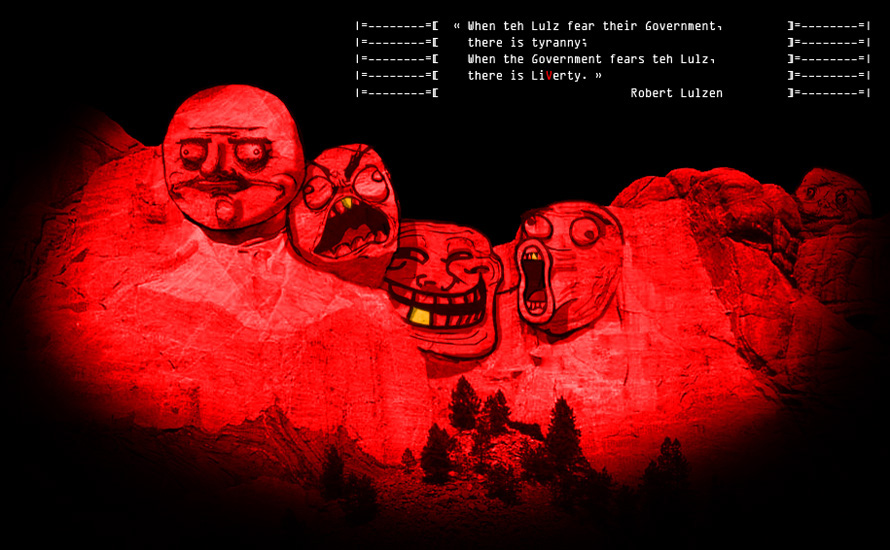 |=--------=[ « When teh Lulz fear their Government, ]=--------=|
|=--------=[ there is tyranny; ]=--------=|
|=--------=[ When the Government fears teh Lulz, ]=--------=|
|=--------=[ there is LiVerty. » ]=--------=|
|=--------=[ Robert Lulzen ]=--------=|